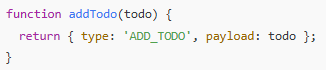 function addTodo(todo) {
  return { type: 'ADD_TODO', payload: todo };
}